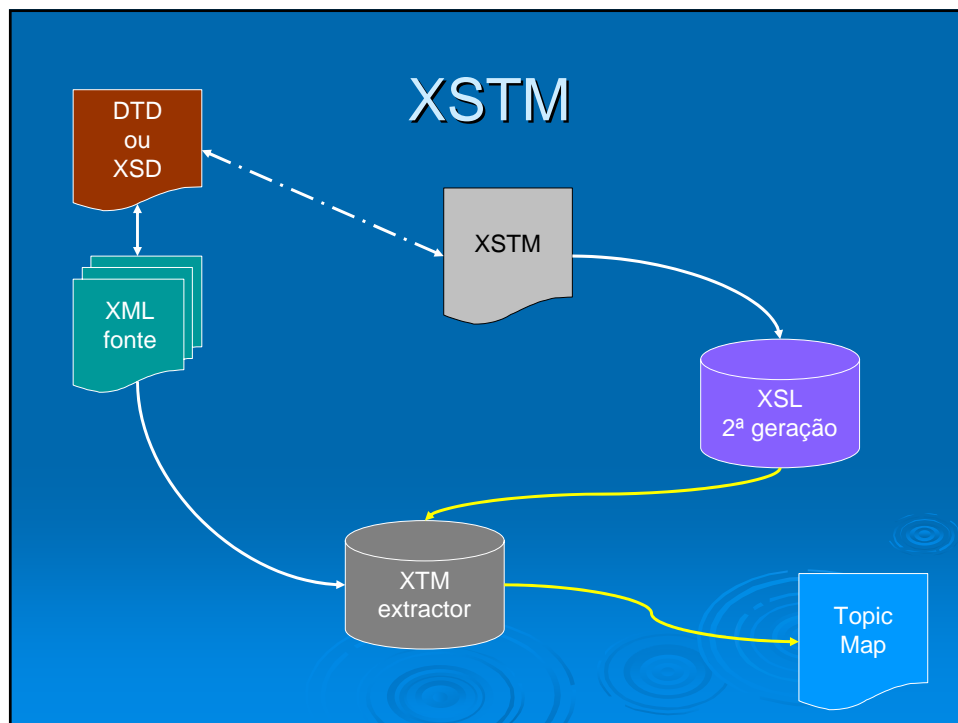 XSTM
DTD
ou
XSD
XSTM
XML
fonte
XSL
2ª geração
XTM
extractor
Topic
Map